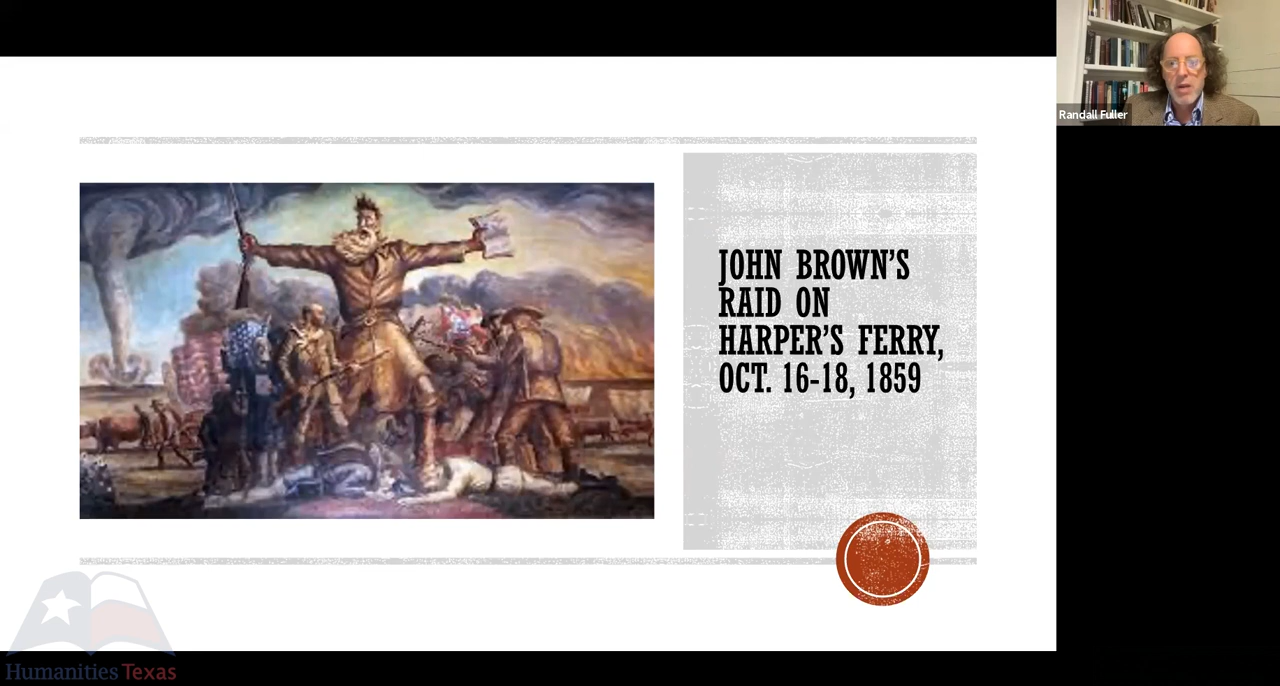 JOHN BROWN’S
RAID ON
HARPER’S FERRY,
OCT. 16-18, 1859
Randall Fuller
Humanities Texas